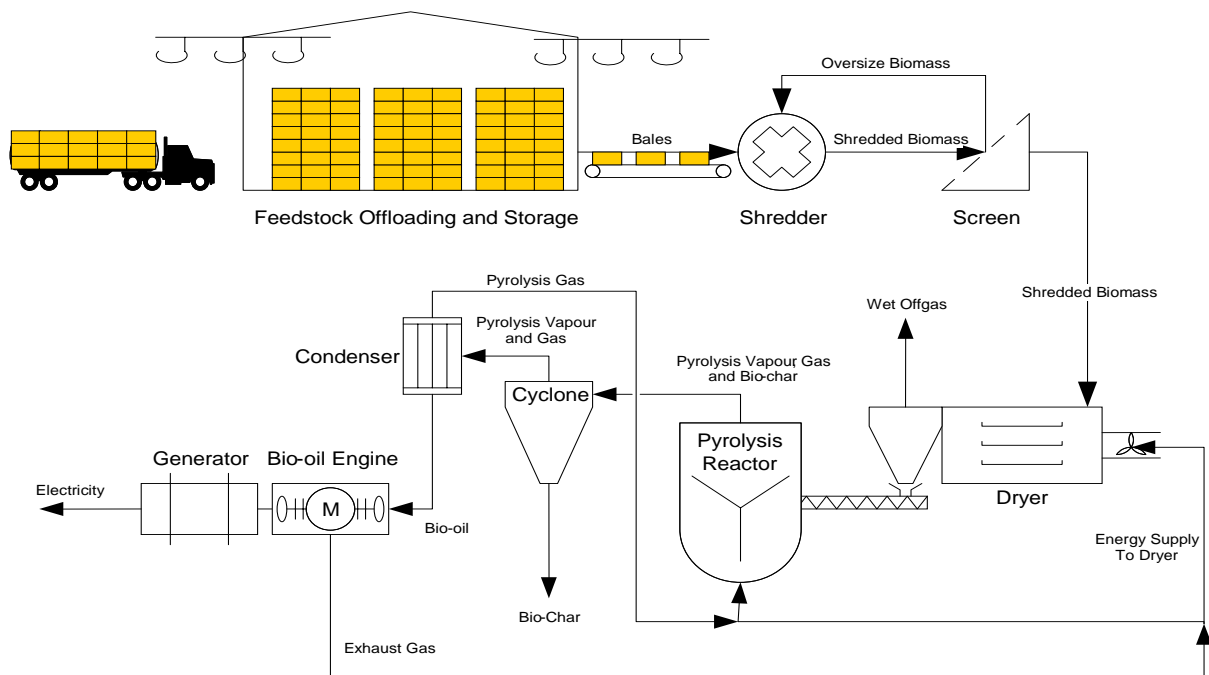 Oversize Biomass
Bales
Shredded Biomass
Feedstock Offloading and Storage
Shredder
Screen
Pyrolysis Gas
Shredded Biomass
Wet Offgas
Pyrolysis Vapour
and Gas
Condenser
Pyrolysis Vapour, Gas
and Bio-char
Cyclone
Pyrolysis
Reactor
Generator
Bio-oil Engine
Electricity
M
Dryer
Bio-oil
Energy Supply
To Dryer
Bio-Char
Exhaust Gas